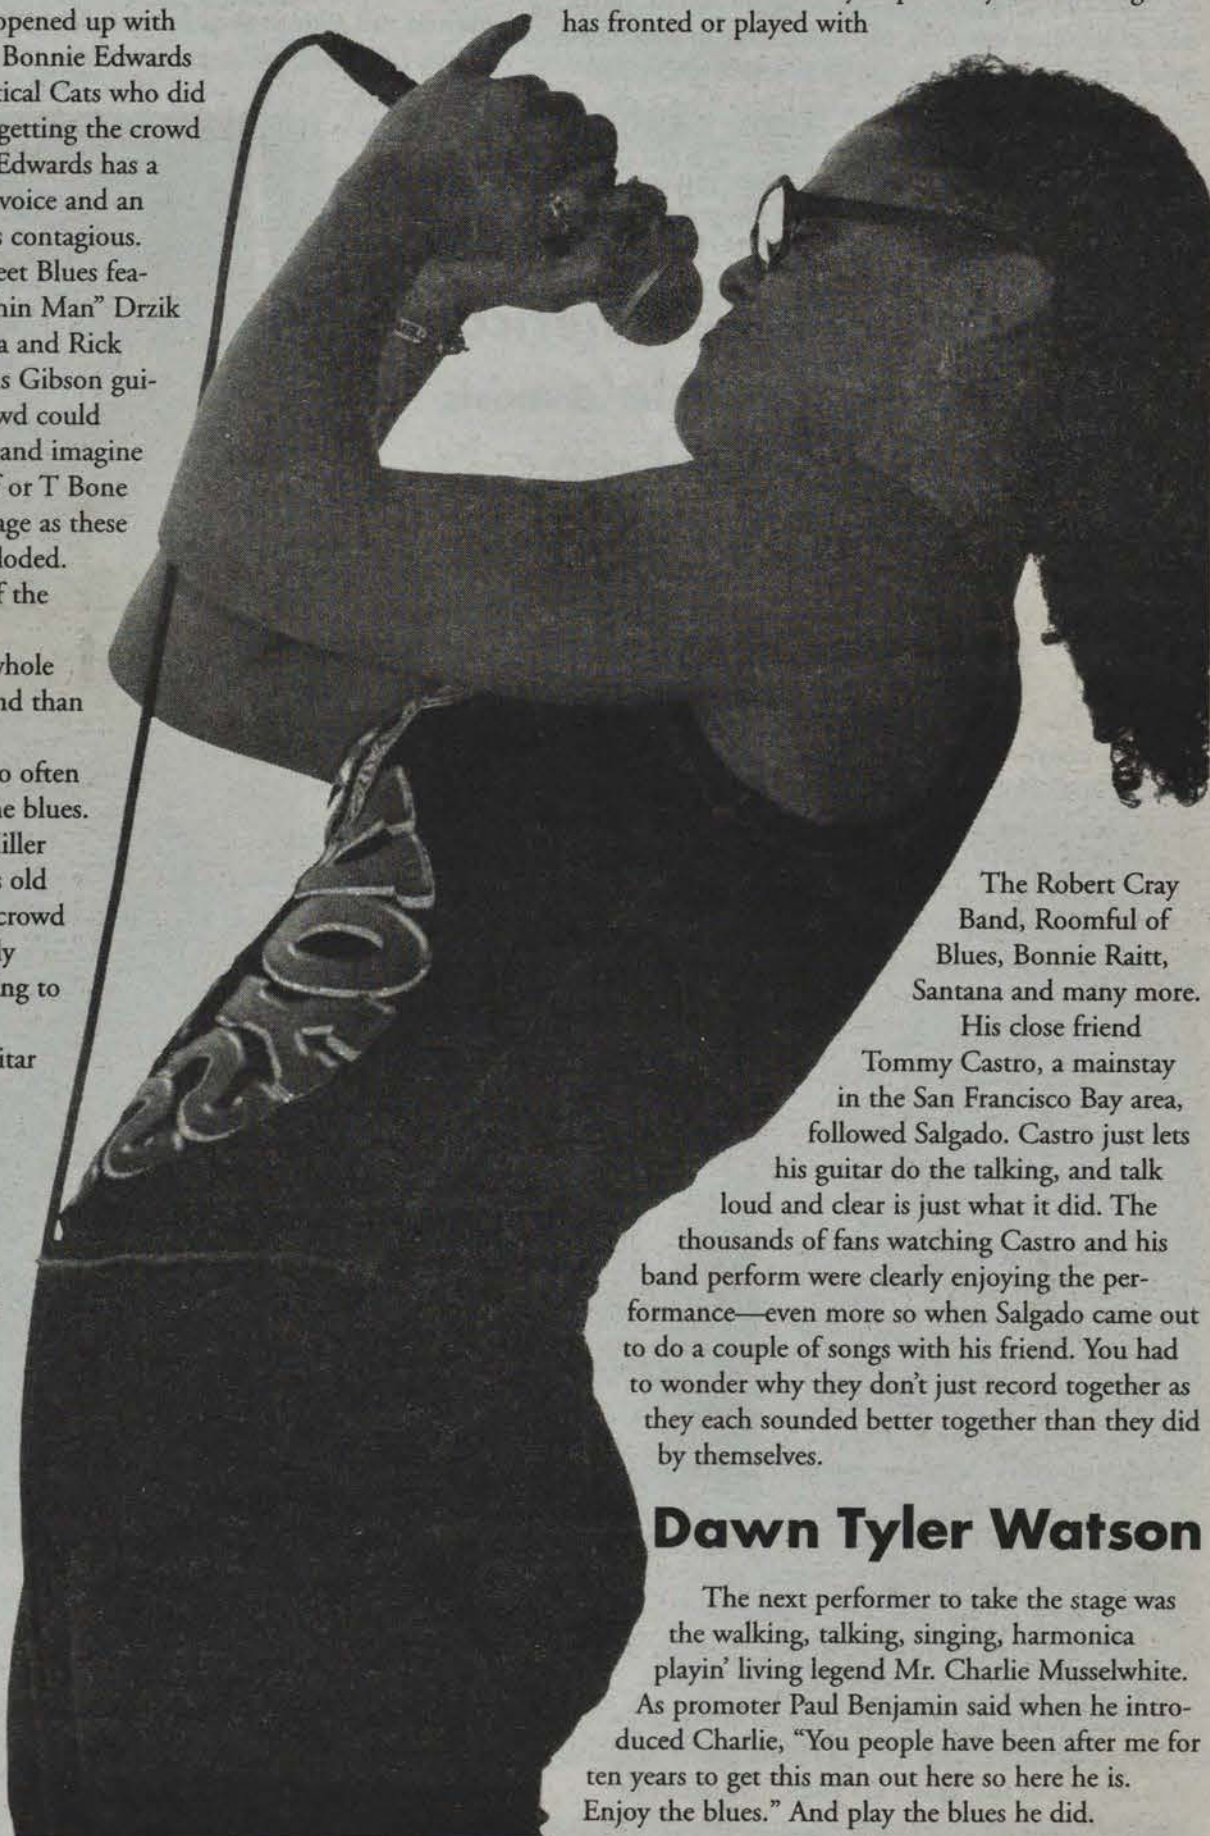 opened up with
Bonnie Edwards
tical Cats who did
getting the crowd
Edwards has a
voice and an
s contagious.
eet Blues fea-
hin Man” Drzik
a and Rick
s Gibson gui-
wd could
and imagine
or T Bone
age as these
loded.
f the
whole
nd than
o often
he blues.
iller
s old
crowd
ly
ng to
itar
has fronted or played with
The Robert Cray
Band, Roomful of
Blues, Bonnie Raitt,
Santana and many more.
His close friend
Tommy Castro, a mainstay
in the San Francisco Bay area,
followed Salgado. Castro just lets
his guitar do the talking, and talk
loud and clear is just what it did. The
thousands of fans watching Castro and his
band perform were clearly enjoying the per-
formance—even more so when Salgado came out
to do a couple of songs with his friend. You had
to wonder why they don’t just record together as
they each sounded better together than they did
by themselves.
Dawn Tyler Watson
The next performer to take the stage was
the walking, talking, singing, harmonica
playin’ living legend Mr. Charlie Musselwhite.
As promoter Paul Benjamin said when he intro-
duced Charlie, “You people have been after me for
ten years to get this man out here so here he is.
Enjoy the blues.” And play the blues he did.